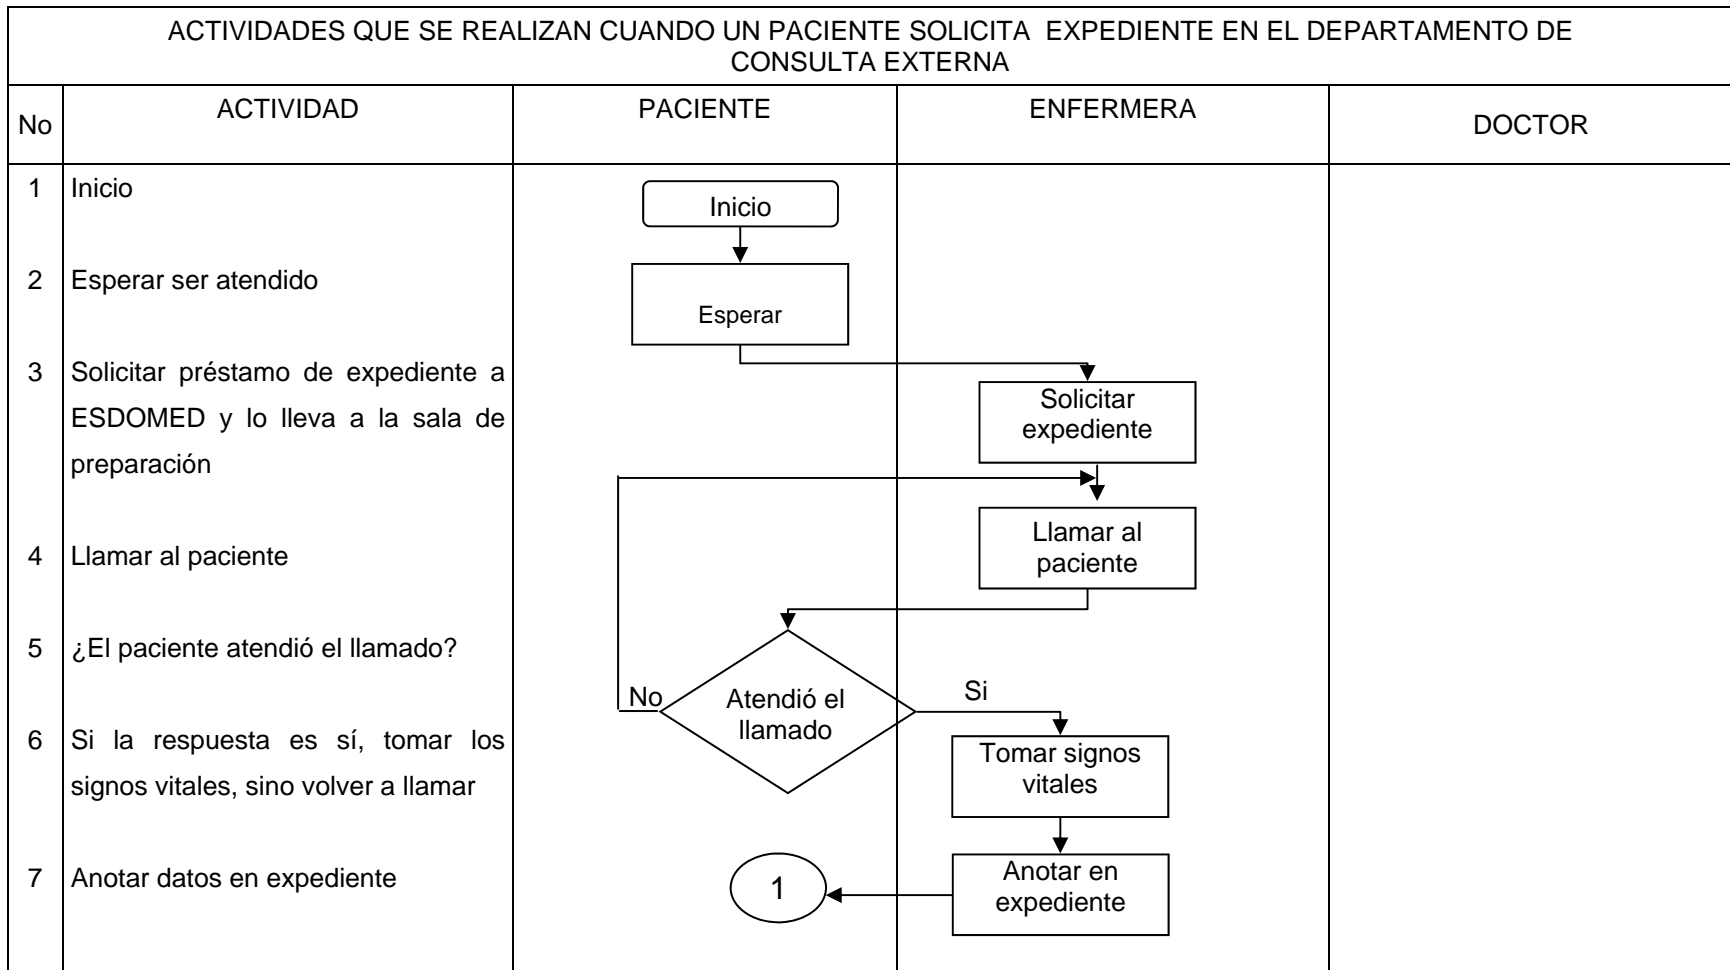 ACTIVIDADES QUE SE REALIZAN CUANDO UN PACIENTE SOLICITA  EXPEDIENTE EN EL DEPARTAMENTO DE
CONSULTA EXTERNA
No
ACTIVIDAD
PACIENTE
ENFERMERA
DOCTOR
1
Inicio
2
Esperar ser atendido
3
Solicitar préstamo de expediente a
ESDOMED y lo lleva a la sala de
preparación
4
Llamar al paciente
5
¿El paciente atendió el llamado?
6
Si la respuesta es sí, tomar los
signos vitales, sino volver a llamar
7
Anotar datos en expediente
Inicio
Esperar
Solicitar
expediente
Llamar al
paciente
No
Atendió el
llamado
Si
Tomar signos
vitales
Anotar en
expediente
1